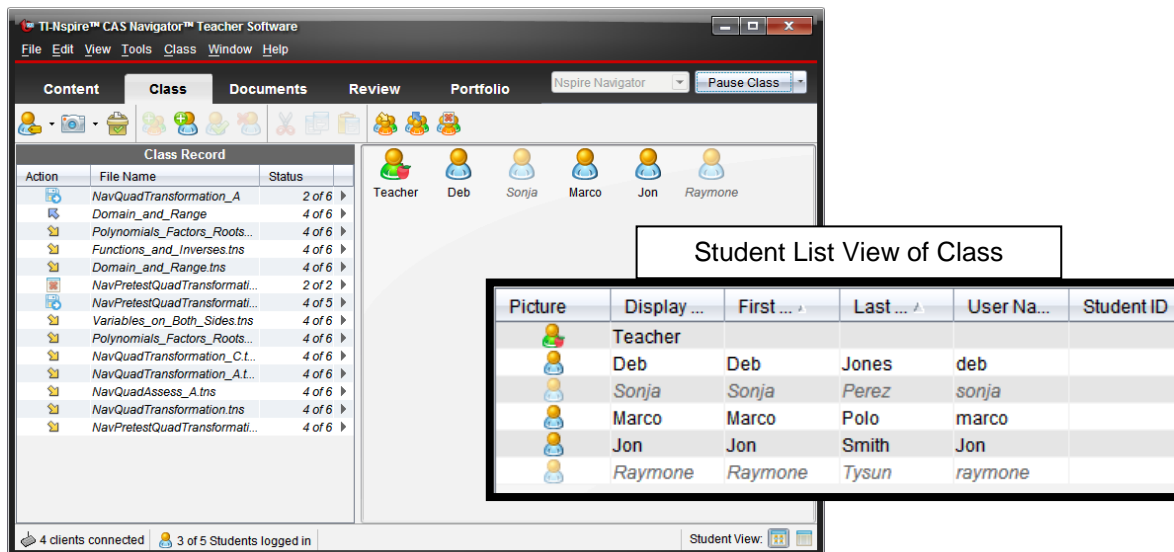 TI-Nspire™ CAS Navigator™ Teacher Software
File Edit View Tools Class Window Help
Content Class Documents Review Portfolio Nspire Navigator Pause Class
Class Record
Action File Name Status
NavQuadTransformation_A 2 of 6
Domain_and_Range 4 of 6
Polynomials_Factors_Roots... 4 of 6
Functions_and_Inverses.tns 4 of 6
Domain_and_Range.tns 4 of 6
NavPretestQuadTransformati... 2 of 2
NavPretestQuadTransformati... 4 of 5
Variables_on_Both_Sides.tns 4 of 6
Polynomials_Factors_Roots... 4 of 6
NavQuadTransformation_C.t... 4 of 6
NavQuadTransformation_A.t... 4 of 6
NavQuadAssess_A.tns 4 of 6
NavQuadTransformation.tns 4 of 6
NavPretestQuadTransformati... 4 of 6
Teacher Deb Sonja Marco Jon Raymone
Student List View of Class
Picture Display ... First ... Last ... User Na... Student ID
Teacher
Deb Deb Jones deb
Sonja Sonja Perez sonja
Marco Marco Polo marco
Jon Jon Smith Jon
Raymone Raymone Tysun raymone
4 clients connected 3 of 5 Students logged in Student View: